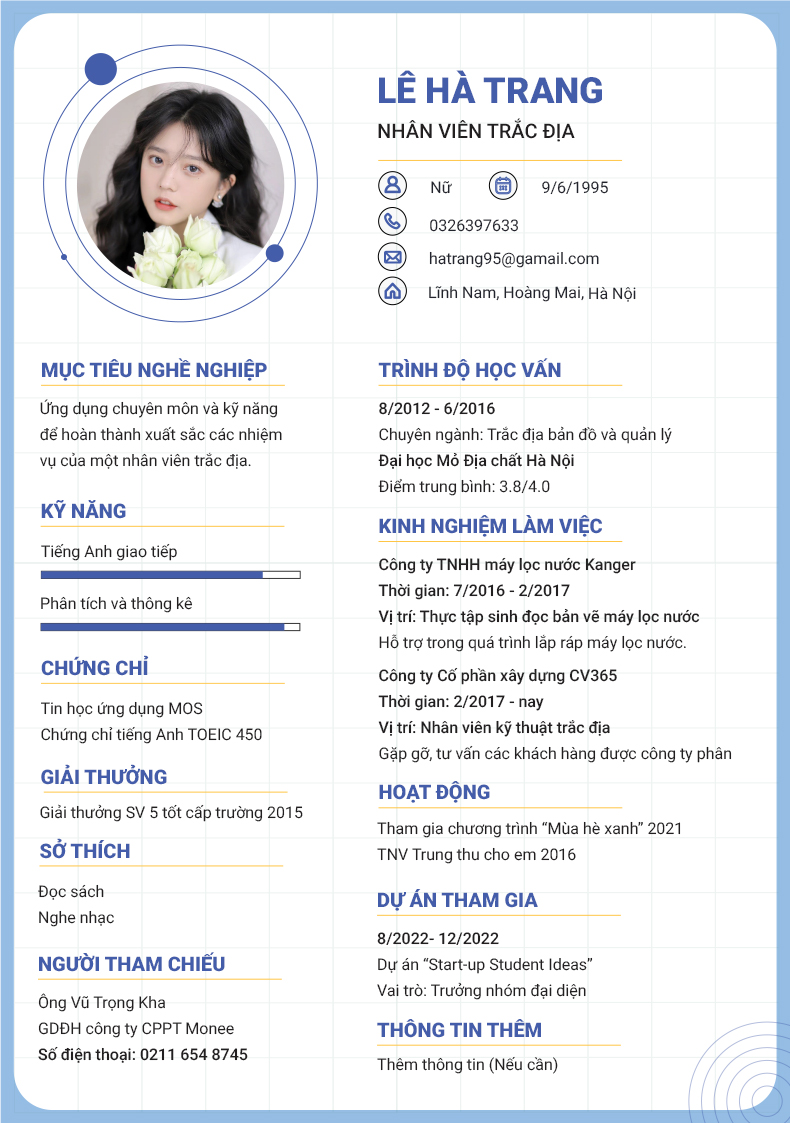 LÊ HÀ TRANG
NHÂN VIÊN TRẮC ĐỊA
Nữ 9/6/1995
0326397633
hatrang95@gamail.com
Lĩnh Nam, Hoàng Mai, Hà Nội
MỤC TIÊU NGHỀ NGHIỆP
Ứng dụng chuyên môn và kỹ năng
để hoàn thành xuất sắc các nhiệm
vụ của một nhân viên trắc địa.
KỸ NĂNG
Tiếng Anh giao tiếp
Phân tích và thông kê
CHỨNG CHỈ
Tin học ứng dụng MOS
Chứng chỉ tiếng Anh TOEIC 450
GIẢI THƯỞNG
Giải thưởng SV 5 tốt cấp trường 2015
SỞ THÍCH
Đọc sách
Nghe nhạc
NGƯỜI THAM CHIẾU
Ông Vũ Trọng Kha
GDĐH công ty CPPT Monee
Số điện thoại: 0211 654 8745
TRÌNH ĐỘ HỌC VẤN
8/2012 - 6/2016
Chuyên ngành: Trắc địa bản đồ và quản lý
Đại học Mỏ Địa chất Hà Nội
Điểm trung bình: 3.8/4.0
KINH NGHIỆM LÀM VIỆC
Công ty TNHH máy lọc nước Kanger
Thời gian: 7/2016 - 2/2017
Vị trí: Thực tập sinh đọc bản vẽ máy lọc nước
Hỗ trợ trong quá trình lắp ráp máy lọc nước.
Công ty Cố phần xây dựng CV365
Thời gian: 2/2017 - nay
Vị trí: Nhân viên kỹ thuật trắc địa
Gặp gỡ, tư vấn các khách hàng được công ty phân
HOẠT ĐỘNG
Tham gia chương trình “Mùa hè xanh” 2021
TNV Trung thu cho em 2016
DỰ ÁN THAM GIA
8/2022- 12/2022
Dự án “Start-up Student Ideas”
Vai trò: Trưởng nhóm đại diện
THÔNG TIN THÊM
Thêm thông tin (Nếu cần)